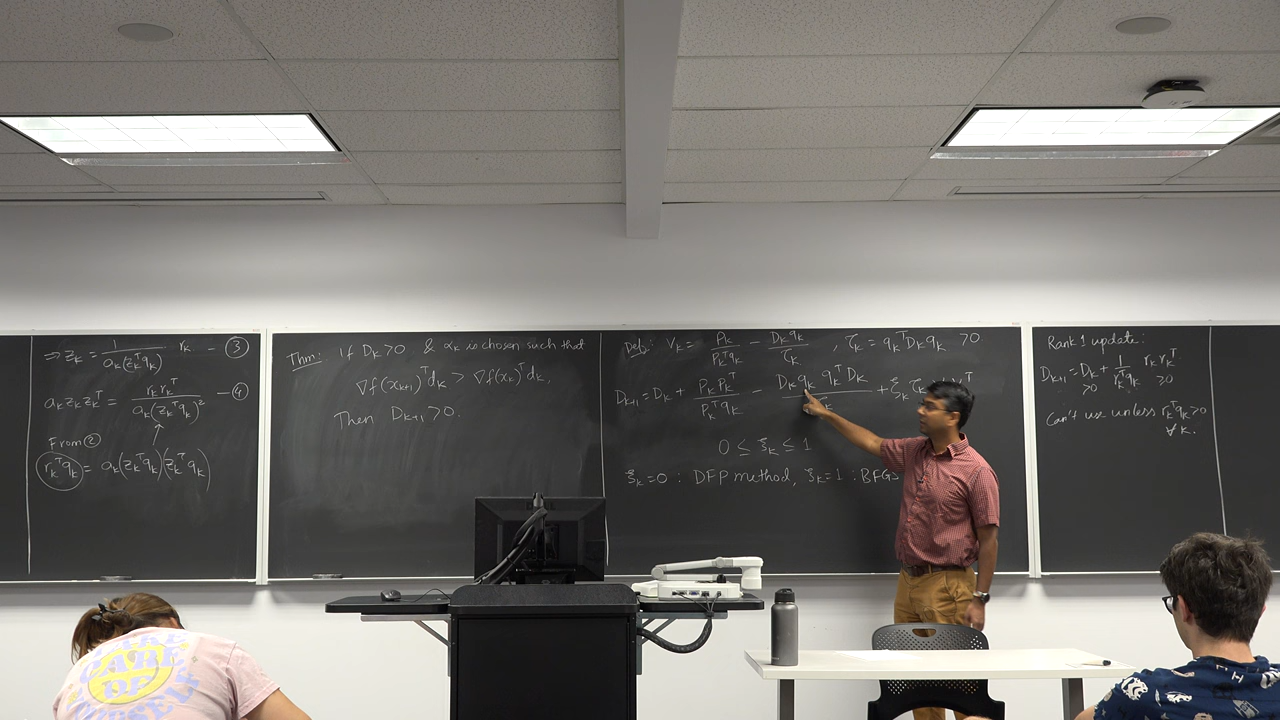 ⇒ z_k = 1 / (a_k(z_k^T q_k)) r_k — ③
a_k z_k z_k^T = r_k r_k^T / (a_k(z_k^T q_k)^2) — ④
From ②
r_k^T q_k = a_k(z_k^T q_k)(z_k^T q_k)
Thm: If D_k > 0 & α_k is chosen such that
∇f(x_{k+1})^T d_k > ∇f(x_k)^T d_k,
Then D_{k+1} > 0.
Def: V_k = p_k / (p_k^T q_k) − D_k q_k / τ_k , τ_k = q_k^T D_k q_k > 0
D_{k+1} = D_k + p_k p_k^T / (p_k^T q_k) − D_k q_k q_k^T D_k / + ξ_k τ_k
0 ≤ ξ_k ≤ 1
ξ_k = 0 : DFP method, ξ_k = 1 : BFGS
Rank 1 update:
D_{k+1} = D_k + 1 / (r_k^T q_k) r_k r_k^T
>0 ≥0
Can't use unless r_k^T q_k > 0
∀ k.